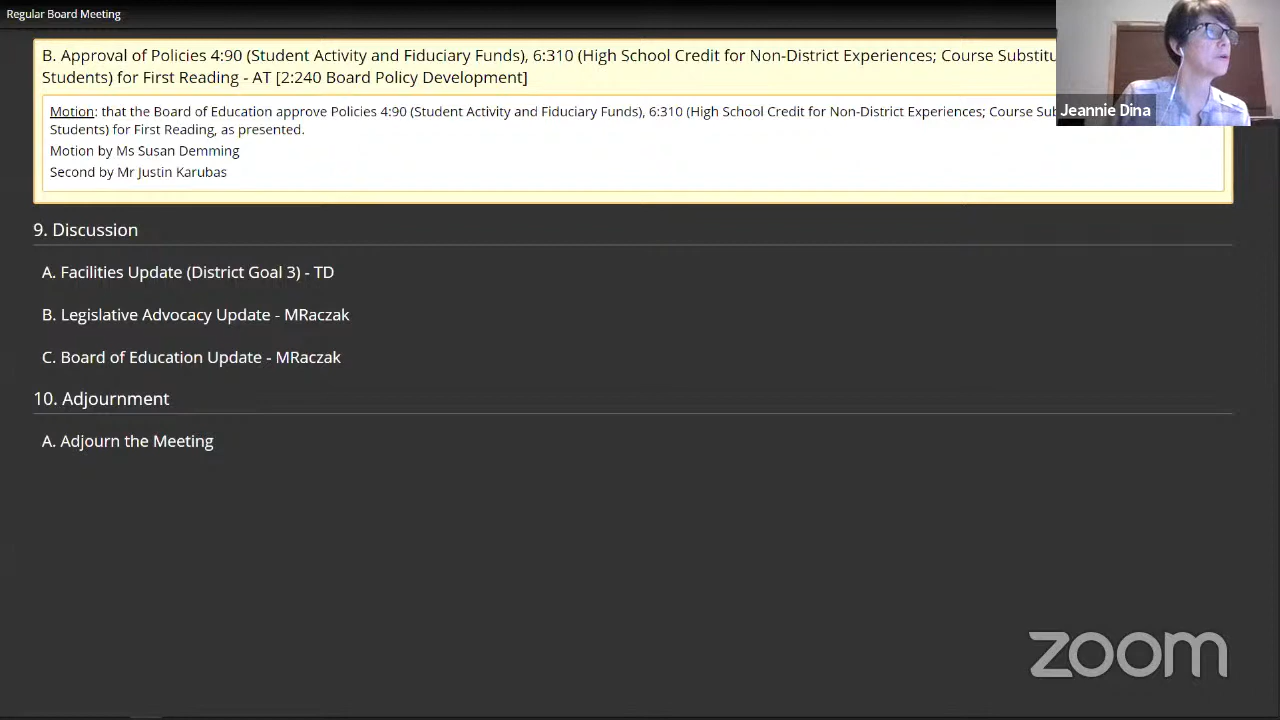 Regular Board Meeting
B. Approval of Policies 4:90 (Student Activity and Fiduciary Funds), 6:310 (High School Credit for Non-District Experiences; Course
Students) for First Reading - AT [2:240 Board Policy Development]
Motion: that the Board of Education approve Policies 4:90 (Student Activity and Fiduciary Funds), 6:310 (High School Credit for Non-District Experiences; Course
Students) for First Reading, as presented.
Motion by Ms Susan Demming
Second by Mr Justin Karubas
Jeannie Dina
9. Discussion
A. Facilities Update (District Goal 3) - TD
B. Legislative Advocacy Update - MRaczak
C. Board of Education Update - MRaczak
10. Adjournment
A. Adjourn the Meeting
zoom